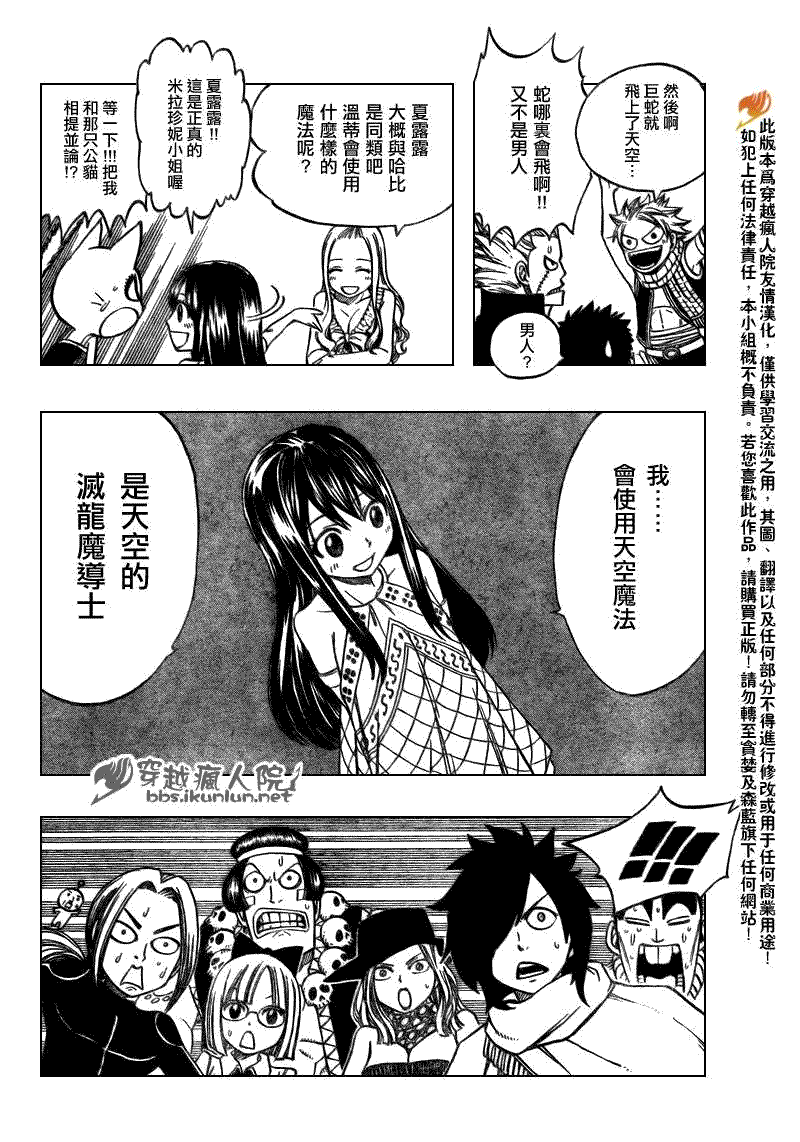 然後啊
巨蛇就
飛上了天空…
蛇哪裏會飛啊!!
又不是男人
男人？
夏露露
大概與哈比
是同類吧
溫蒂會使用
什麼樣的
魔法呢？
夏露露!!
這是正真的
米拉珍妮小姐喔
等一下!!!把我
和那只公貓
相提並論!?
我……
會使用天空魔法
是天空的
滅龍魔導士
穿越瘋人院
bbs.ikunlun.net
!!!
此版本爲穿越瘋人院友情漢化，僅供學習交流之用，其圖、翻譯以及任何部分不得進行修改或用于任何商業用途！
如犯上任何法律責任，本小組概不負責。若您喜歡此作品，請購買正版！請勿轉至貪婪及森藍旗下任何網站！